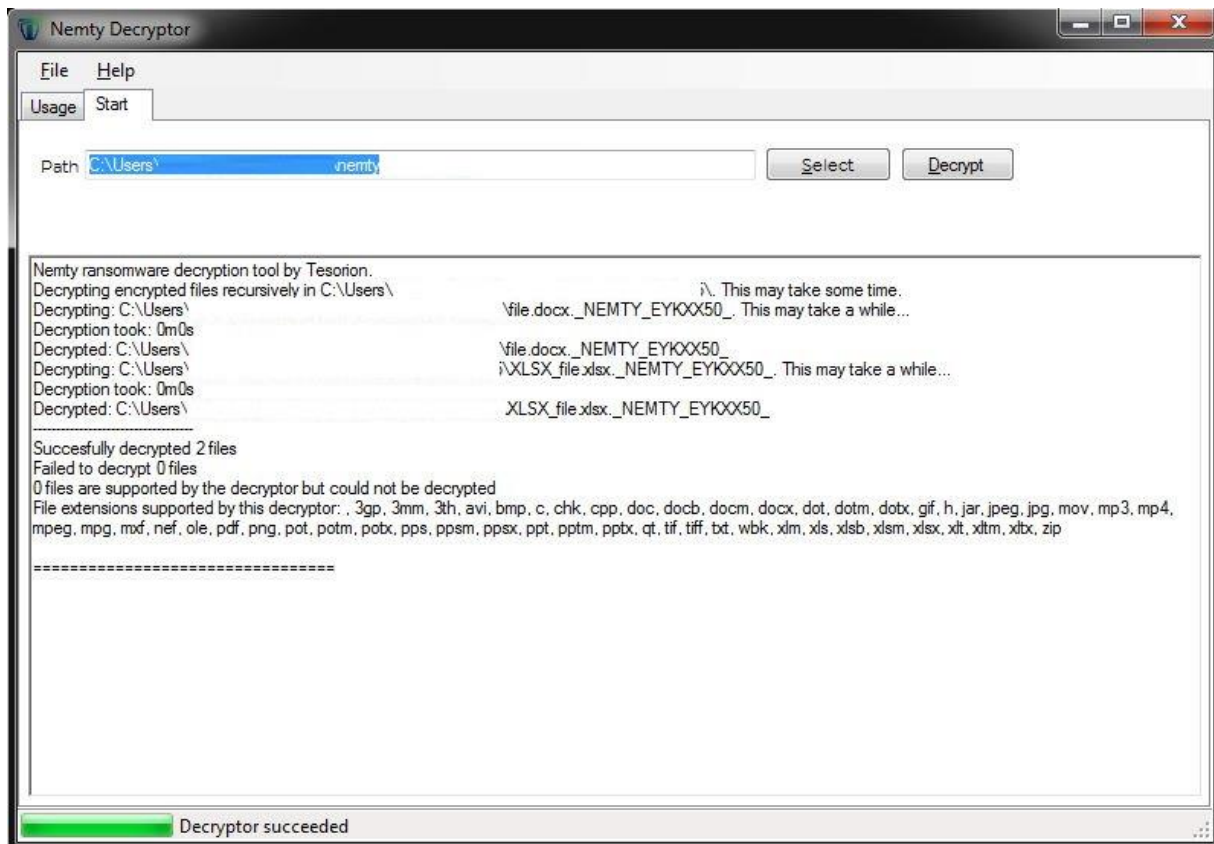 Nemty Decryptor
File Help
Usage Start
Path C:\Users\ \nemty Select Decrypt
Nemty ransomware decryption tool by Tesorion.
Decrypting encrypted files recursively in C:\Users\ i\. This may take some time.
Decrypting: C:\Users\ \file.docx._NEMTY_EYKXX50_. This may take a while...
Decryption took: 0m0s
Decrypted: C:\Users\ \file.docx._NEMTY_EYKXX50_
Decrypting: C:\Users\ i\XLSX_file.xlsx._NEMTY_EYKXX50_. This may take a while...
Decryption took: 0m0s
Decrypted: C:\Users\ XLSX_file.xlsx._NEMTY_EYKXX50_
----------------------------------
Succesfully decrypted 2 files
Failed to decrypt 0 files
0 files are supported by the decryptor but could not be decrypted
File extensions supported by this decryptor: , 3gp, 3mm, 3th, avi, bmp, c, chk, cpp, doc, docb, docm, docx, dot, dotm, dotx, gif, h, jar, jpeg, jpg, mov, mp3, mp4,
mpeg, mpg, mxf, nef, ole, pdf, png, pot, potm, potx, pps, ppsm, ppsx, ppt, pptm, pptx, qt, tif, tiff, txt, wbk, xlm, xls, xlsb, xlsm, xlsx, xlt, xltm, xltx, zip
=================================
Decryptor succeeded